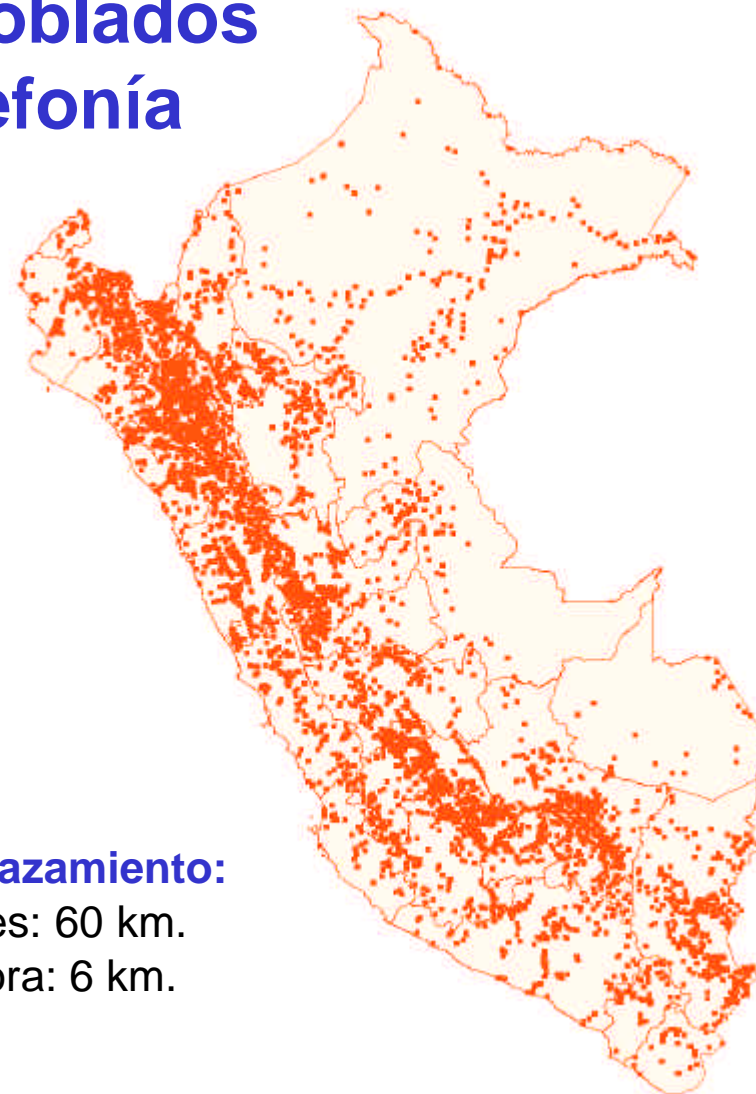 oblados
efonía
azamiento:
es: 60 km.
ora: 6 km.